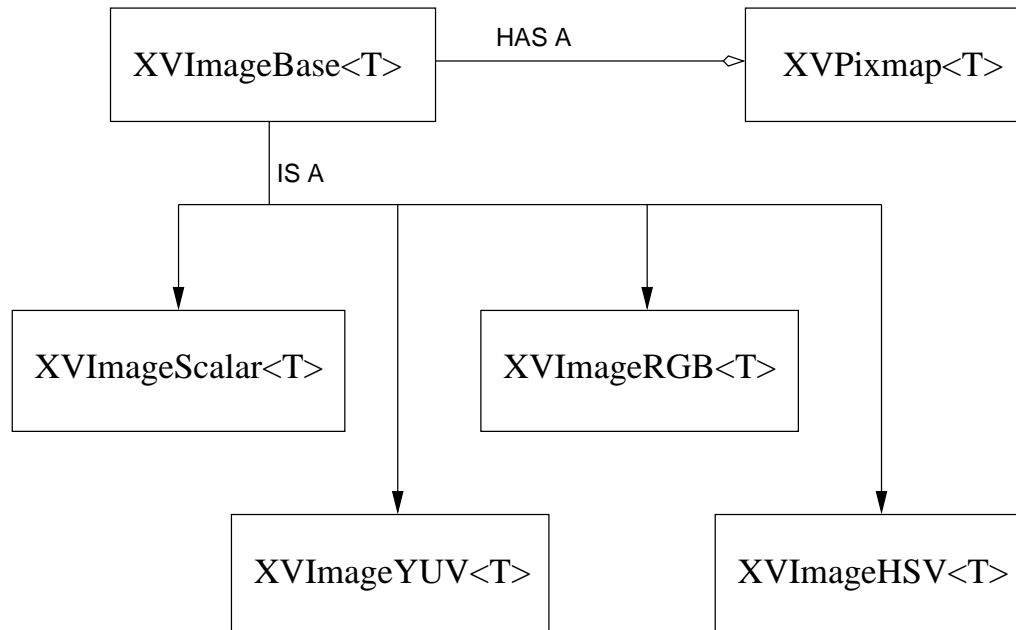 XVImageBase<T>
HAS A
XVPixmap<T>
IS A
XVImageScalar<T>
XVImageRGB<T>
XVImageYUV<T>
XVImageHSV<T>